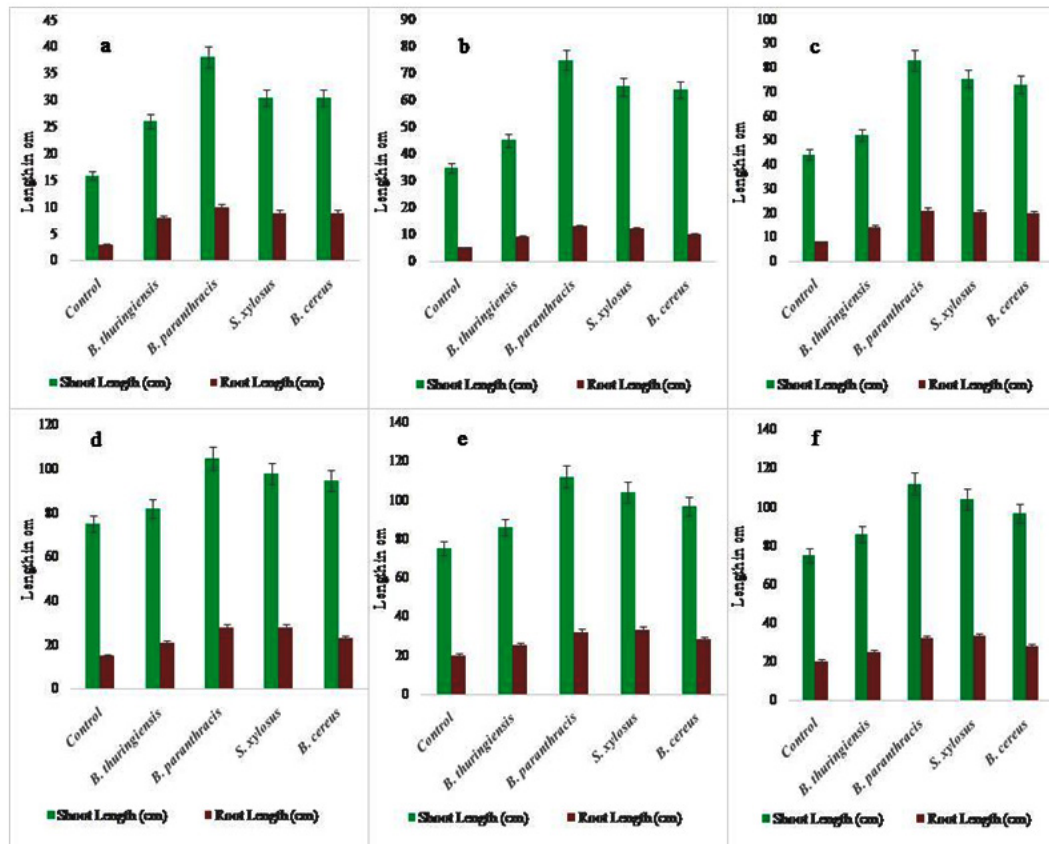 a
45
40
35
30
25
20
15
10
5
0
Length in cm
Control
B. thuringiensis
B. paranthracis
S. xylosus
B. cereus
Shoot Length (cm) Root Length (cm)
b
90
80
70
60
50
40
30
20
10
0
Length in cm
Control
B. thuringiensis
B. paranthracis
S. xylosus
B. cereus
Shoot Length (cm) Root Length (cm)
c
100
90
80
70
60
50
40
30
20
10
0
Length in cm
Control
B. thuringiensis
B. paranthracis
S. xylosus
B. cereus
Shoot Length (cm) Root Length (cm)
d
120
100
80
60
40
20
0
Length in cm
Control
B. thuringiensis
B. paranthracis
S. xylosus
B. cereus
Shoot Length (cm) Root Length (cm)
e
140
120
100
80
60
40
20
0
Length in cm
Control
B. thuringiensis
B. paranthracis
S. xylosus
B. cereus
Shoot Length (cm) Root Length (cm)
f
140
120
100
80
60
40
20
0
Length in cm
Control
B. thuringiensis
B. paranthracis
S. xylosus
B. cereus
Shoot Length (cm) Root Length (cm)